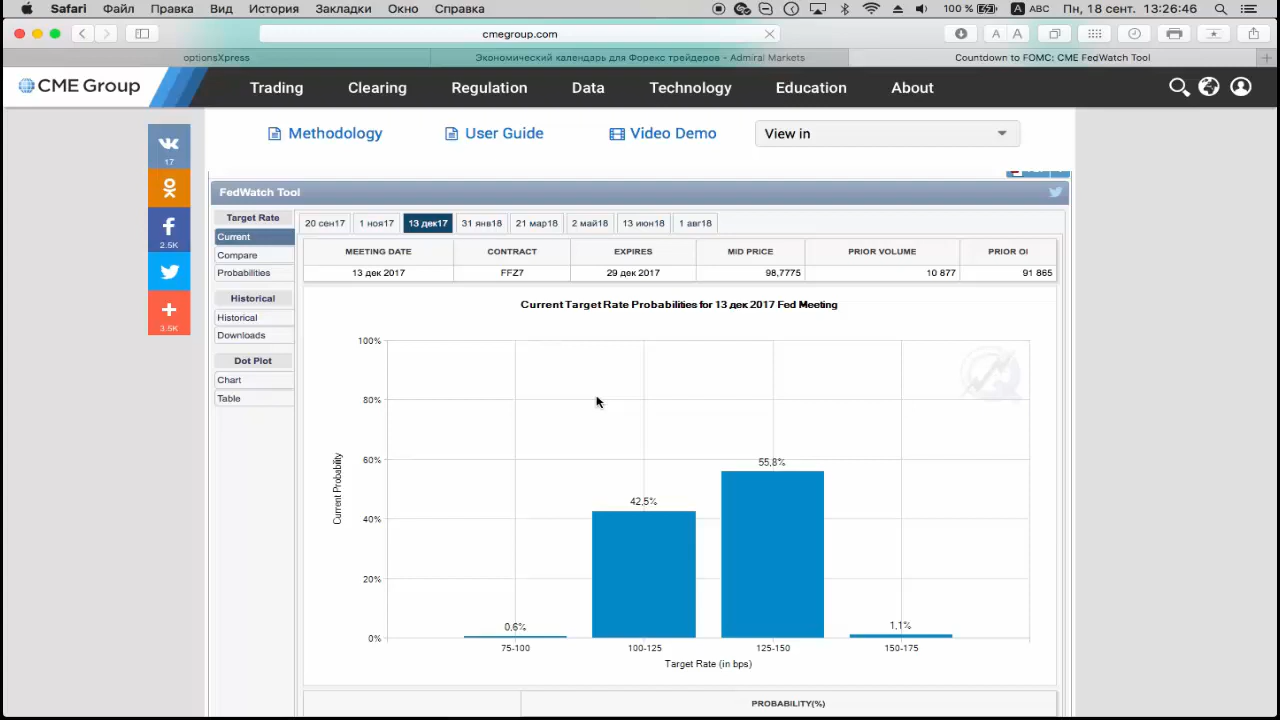 Safari Файл Правка Вид История Закладки Окно Справка 100 % ABC Пн, 18 сент. 13:26:46
cmegroup.com
optionsXpress Экономический календарь для Форекс трейдеров - Admiral Markets Countdown to FOMC: CME FedWatch Tool
CME Group Trading Clearing Regulation Data Technology Education About
Methodology User Guide Video Demo View in
17
2.5K
3.5K
FedWatch Tool
Target Rate
Current
Compare
Probabilities
Historical
Historical
Downloads
Dot Plot
Chart
Table
20 сен17 1 ноя17 13 дек17 31 янв18 21 мар18 2 май18 13 июн18 1 авг18
MEETING DATE CONTRACT EXPIRES MID PRICE PRIOR VOLUME PRIOR OI
13 дек 2017 FFZ7 29 дек 2017 98,7775 10 877 91 865
Current Target Rate Probabilities for 13 дек 2017 Fed Meeting
Current Probability
100%
80%
60%
40%
20%
0%
0,6%
42,5%
55,8%
1,1%
75-100 100-125 125-150 150-175
Target Rate (in bps)
PROBABILITY(%)